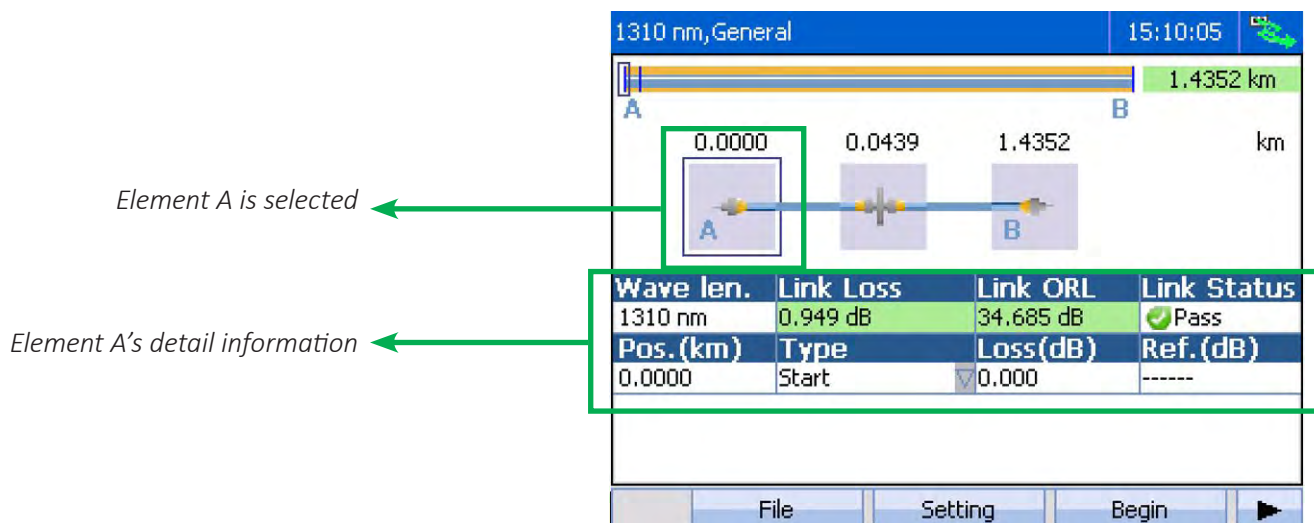 1310 nm,General 15:10:05
1.4352 km
A B
0.0000 0.0439 1.4352 km
Element A is selected
A B
Wave len. Link Loss Link ORL Link Status
1310 nm 0.949 dB 34.685 dB Pass
Element A's detail information
Pos.(km) Type Loss(dB) Ref.(dB)
0.0000 Start 0.000 ------
File Setting Begin